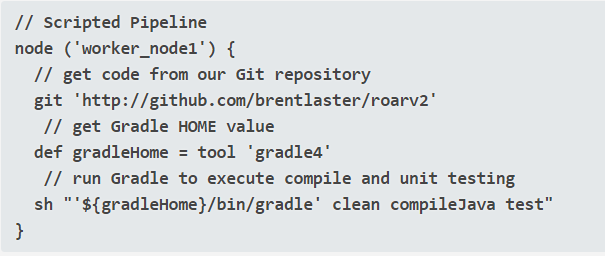 // Scripted Pipeline
node ('worker_node1') {
  // get code from our Git repository
  git 'http://github.com/brentlaster/roarv2'
   // get Gradle HOME value
  def gradleHome = tool 'gradle4'
   // run Gradle to execute compile and unit testing
  sh "'${gradleHome}/bin/gradle' clean compileJava test"
}